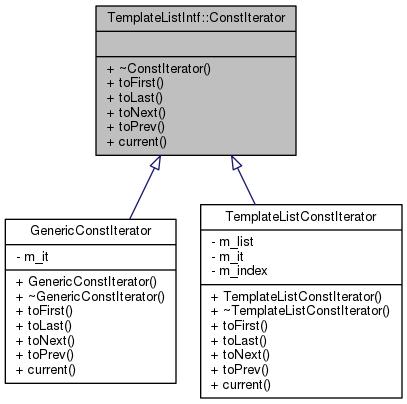 TemplateListIntf::ConstIterator
+ ~ConstIterator()
+ toFirst()
+ toLast()
+ toNext()
+ toPrev()
+ current()
GenericConstIterator
- m_it
+ GenericConstIterator()
+ ~GenericConstIterator()
+ toFirst()
+ toLast()
+ toNext()
+ toPrev()
+ current()
TemplateListConstIterator
- m_list
- m_it
- m_index
+ TemplateListConstIterator()
+ ~TemplateListConstIterator()
+ toFirst()
+ toLast()
+ toNext()
+ toPrev()
+ current()